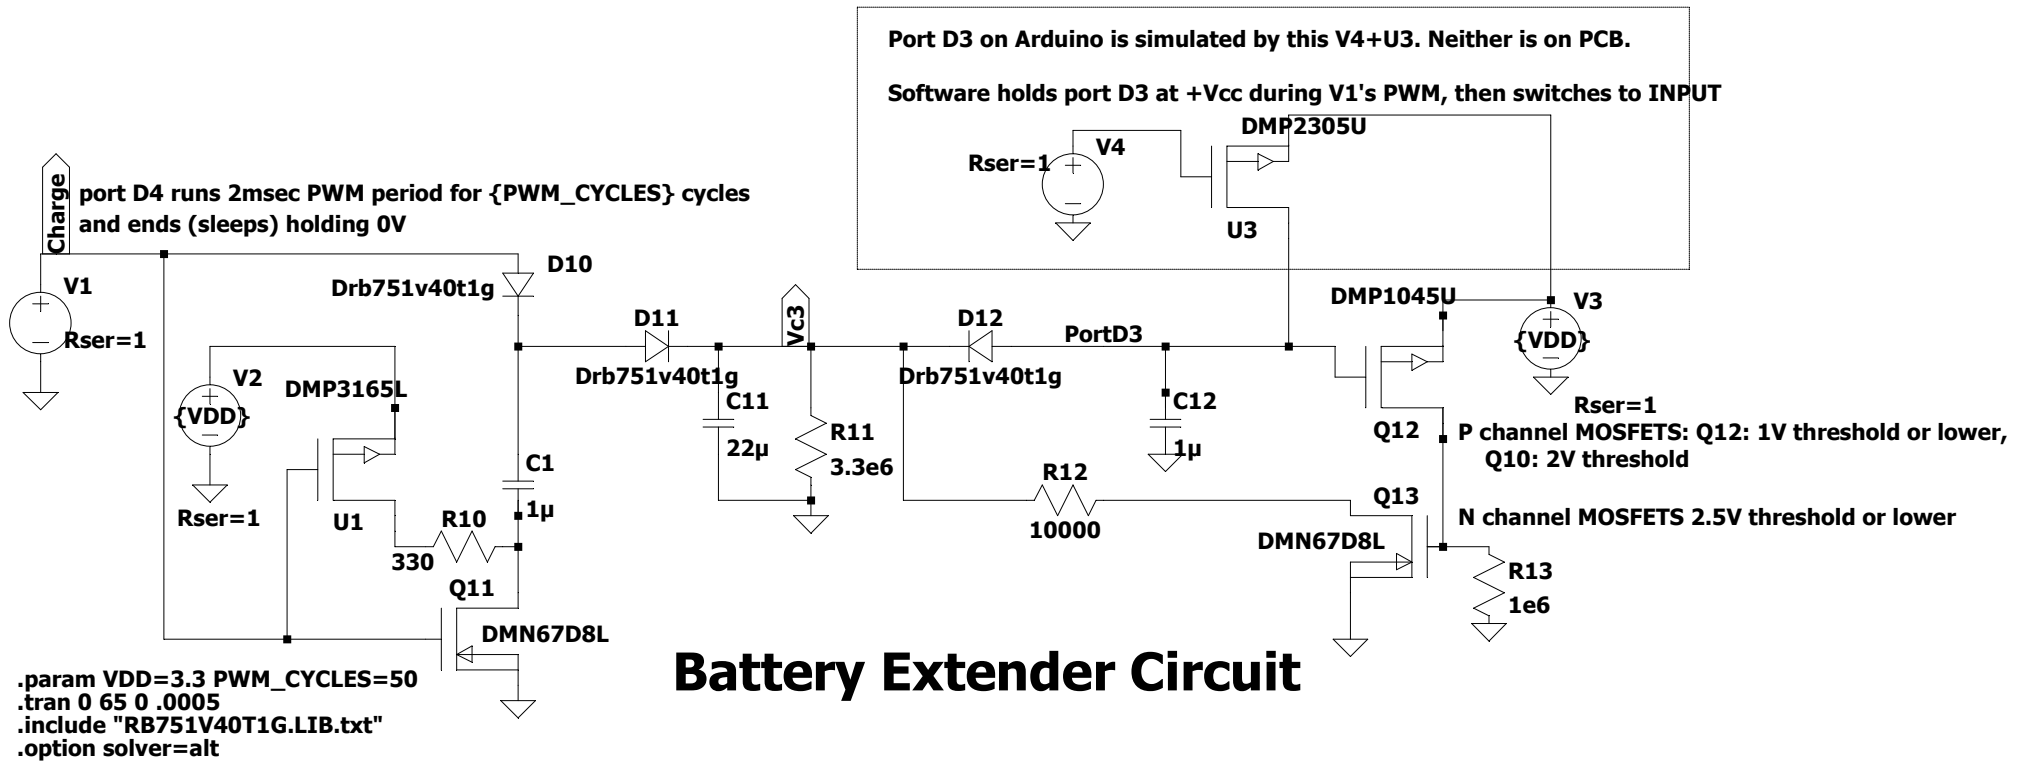 Port D3 on Arduino is simulated by this V4+U3. Neither is on PCB.
Software holds port D3 at +Vcc during V1's PWM, then switches to INPUT
DMP2305U
V4
Rser=1
U3
Charge
port D4 runs 2msec PWM period for {PWM_CYCLES} cycles
and ends (sleeps) holding 0V
D10
Drb751v40t1g
V1
Rser=1
DMP1045U
V3
{VDD}
Rser=1
D11
Drb751v40t1g
Vc3
D12
Drb751v40t1g
PortD3
V2
{VDD}
Rser=1
DMP3165L
U1
C11
22µ
R11
3.3e6
C12
1µ
Q12
P channel MOSFETS: Q12: 1V threshold or lower,
Q10: 2V threshold
C1
1µ
R10
330
R12
10000
Q13
DMN67D8L
N channel MOSFETS 2.5V threshold or lower
R13
1e6
Q11
DMN67D8L
Battery Extender Circuit
.param VDD=3.3 PWM_CYCLES=50
.tran 0 65 0 .0005
.include "RB751V40T1G.LIB.txt"
.option solver=alt